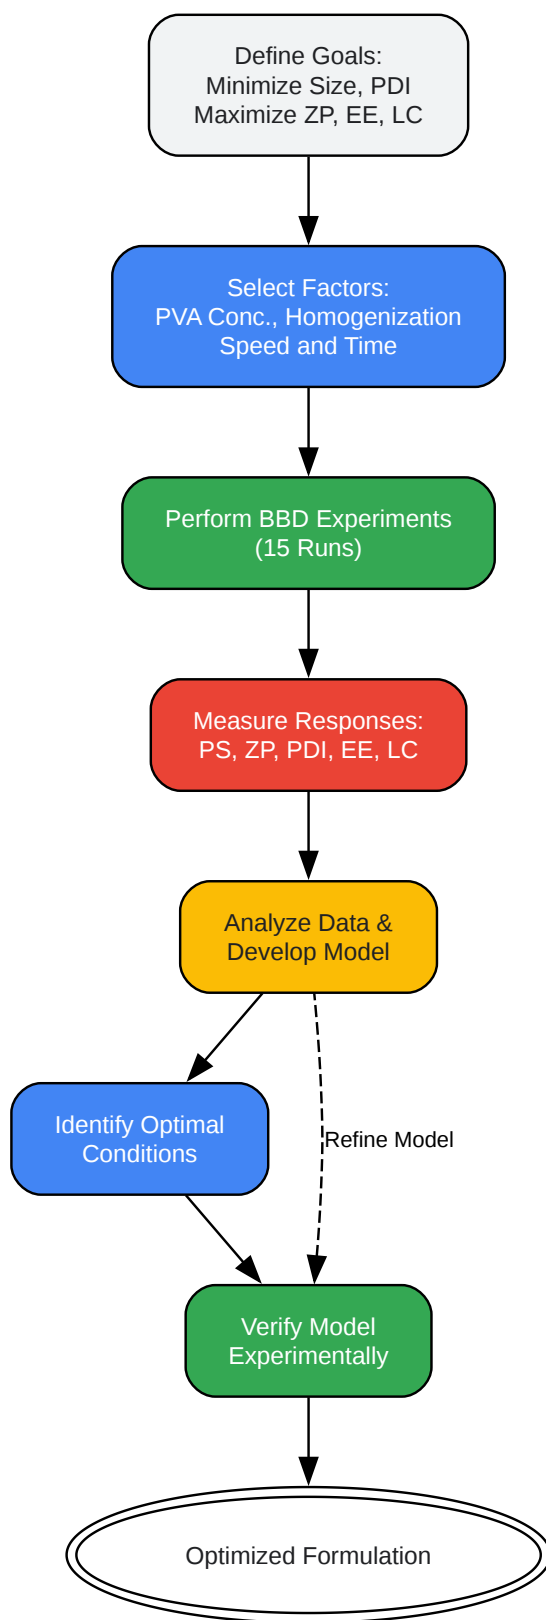 Define Goals:
Minimize Size, PDI
Maximize ZP, EE, LC
Select Factors:
PVA Conc., Homogenization
Speed and Time
Perform BBD Experiments
(15 Runs)
Measure Responses:
PS, ZP, PDI, EE, LC
Analyze Data &
Develop Model
Identify Optimal
Conditions
Refine Model
Verify Model
Experimentally
Optimized Formulation